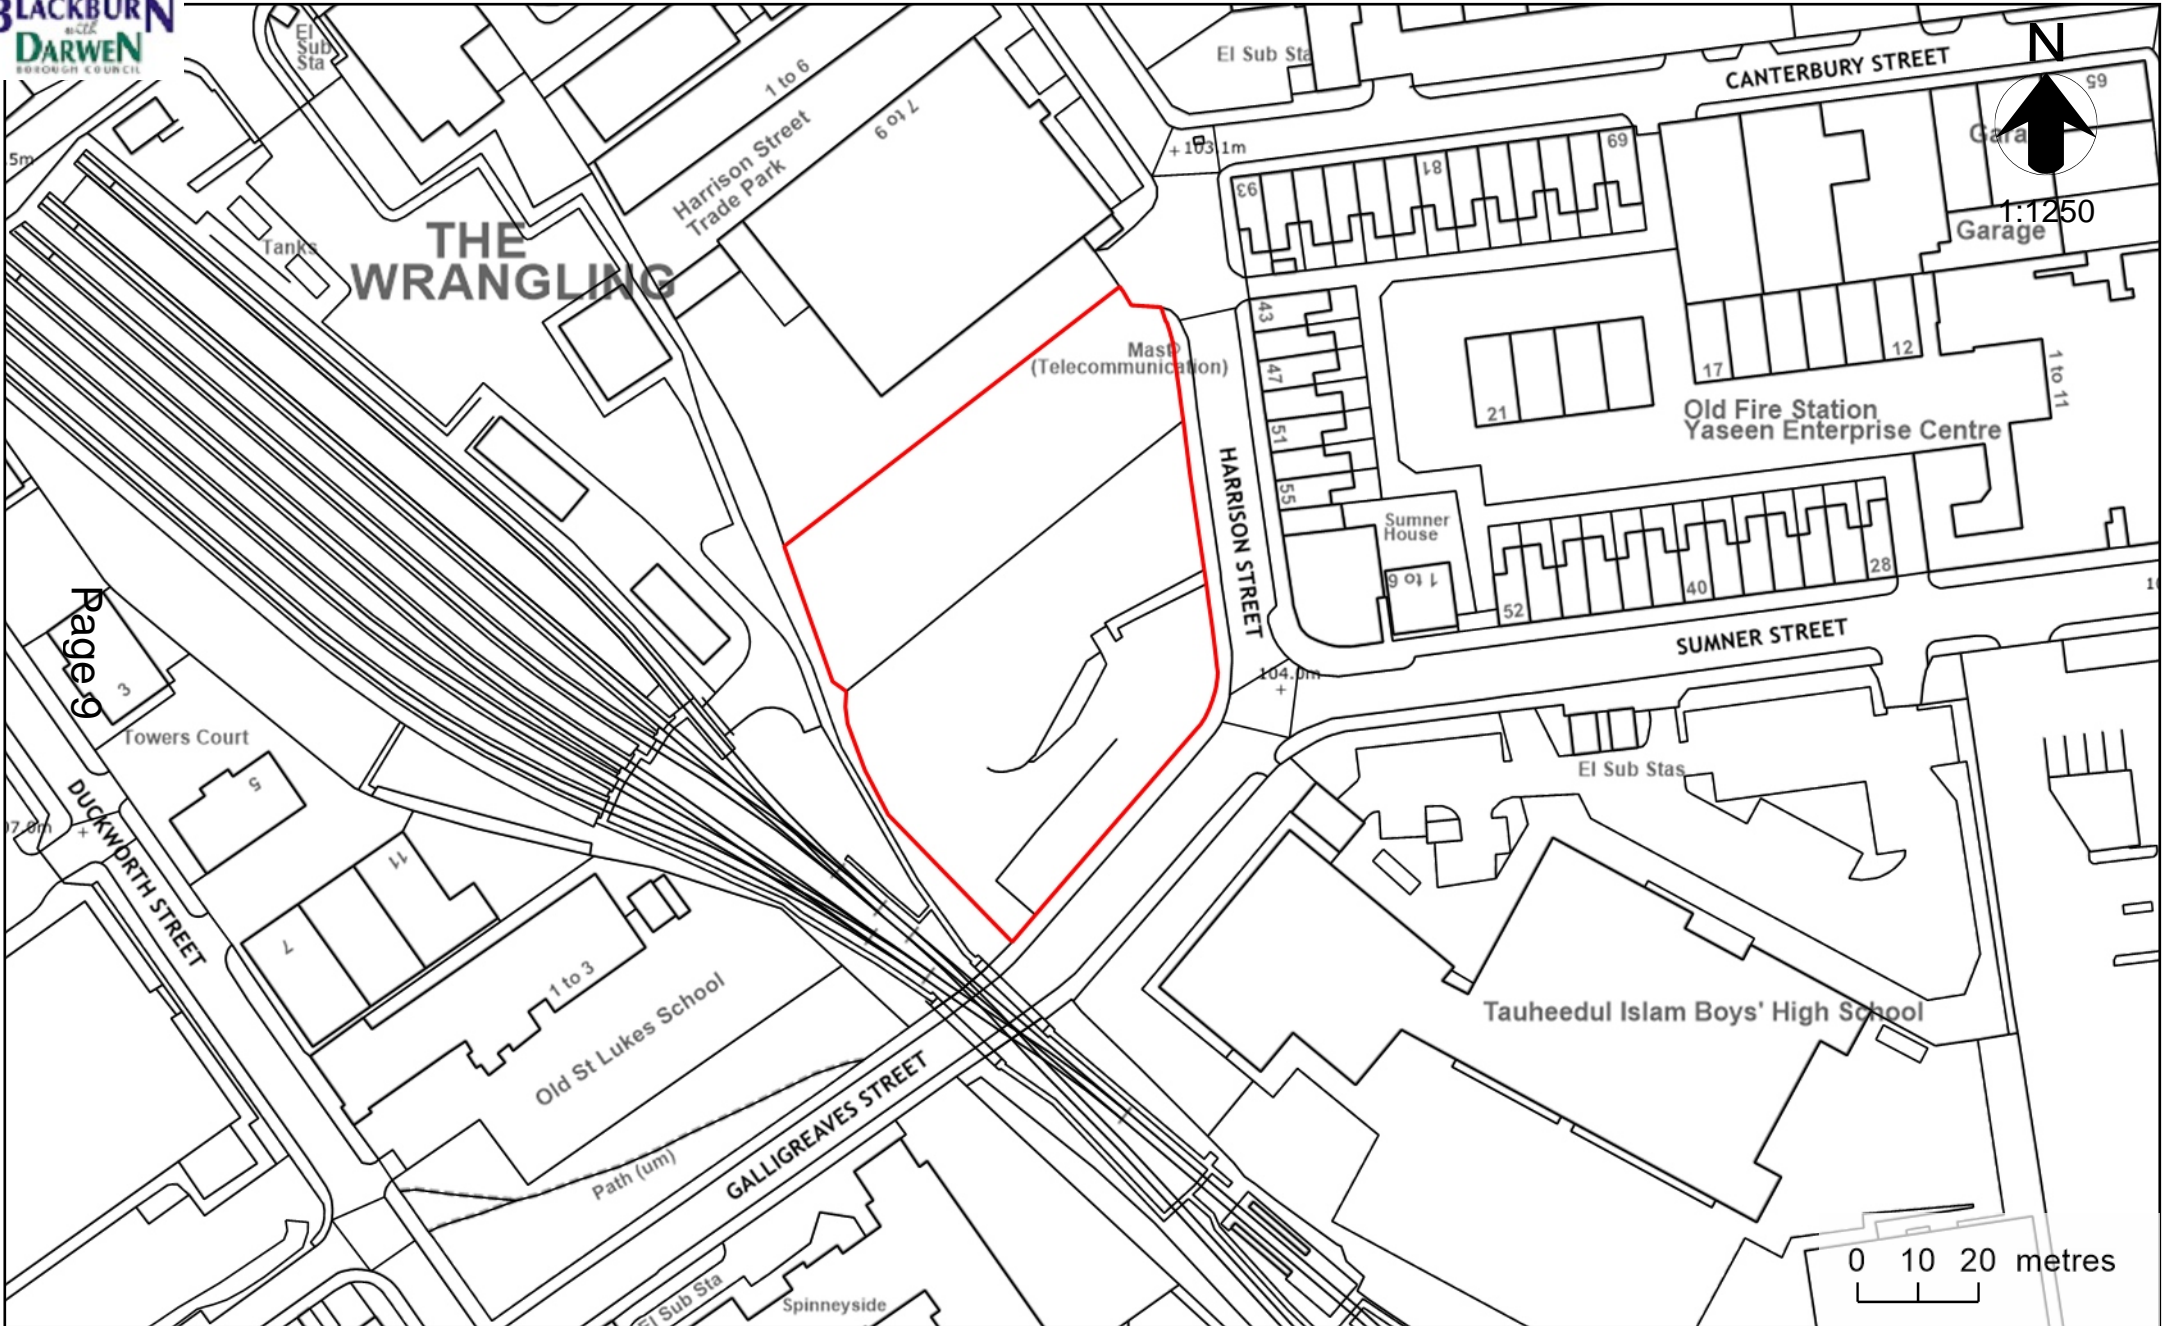 BLACKBURN
with
DARWEN
BOROUGH COUNCIL
El
Sub
Sta
1 to 6
7 to 9
Harrison Street
Trade Park
El Sub Sta
CANTERBURY STREET
N
65
Garage
1:1250
Garage
5m
+ 103.1m
93
81
69
THE
WRANGLING
Tanks
43
47
51
55
Mast
(Telecommunication)
HARRISON STREET
21
17
12
1 to 11
Old Fire Station
Yaseen Enterprise Centre
Sumner
House
1 to 9
52
40
28
SUMNER STREET
104.0m
+
Page 9
3
Towers Court
5
DUCKWORTH STREET
+
11
7
1 to 3
Old St Lukes School
El Sub Stas
Tauheedul Islam Boys' High School
GALLIGREAVES STREET
Path (um)
El Sub Sta
Spinneyside
0 10 20 metres